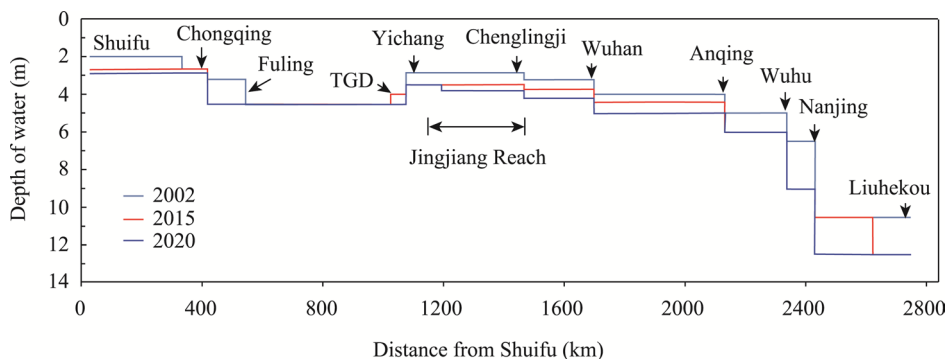 0
2
4
6
8
10
12
14
Depth of water (m)
Shuifu
Chongqing
Fuling
TGD
Yichang
Chenglingji
Wuhan
Anqing
Wuhu
Nanjing
Liuhekou
Jingjiang Reach
2002
2015
2020
0 400 800 1200 1600 2000 2400 2800
Distance from Shuifu (km)